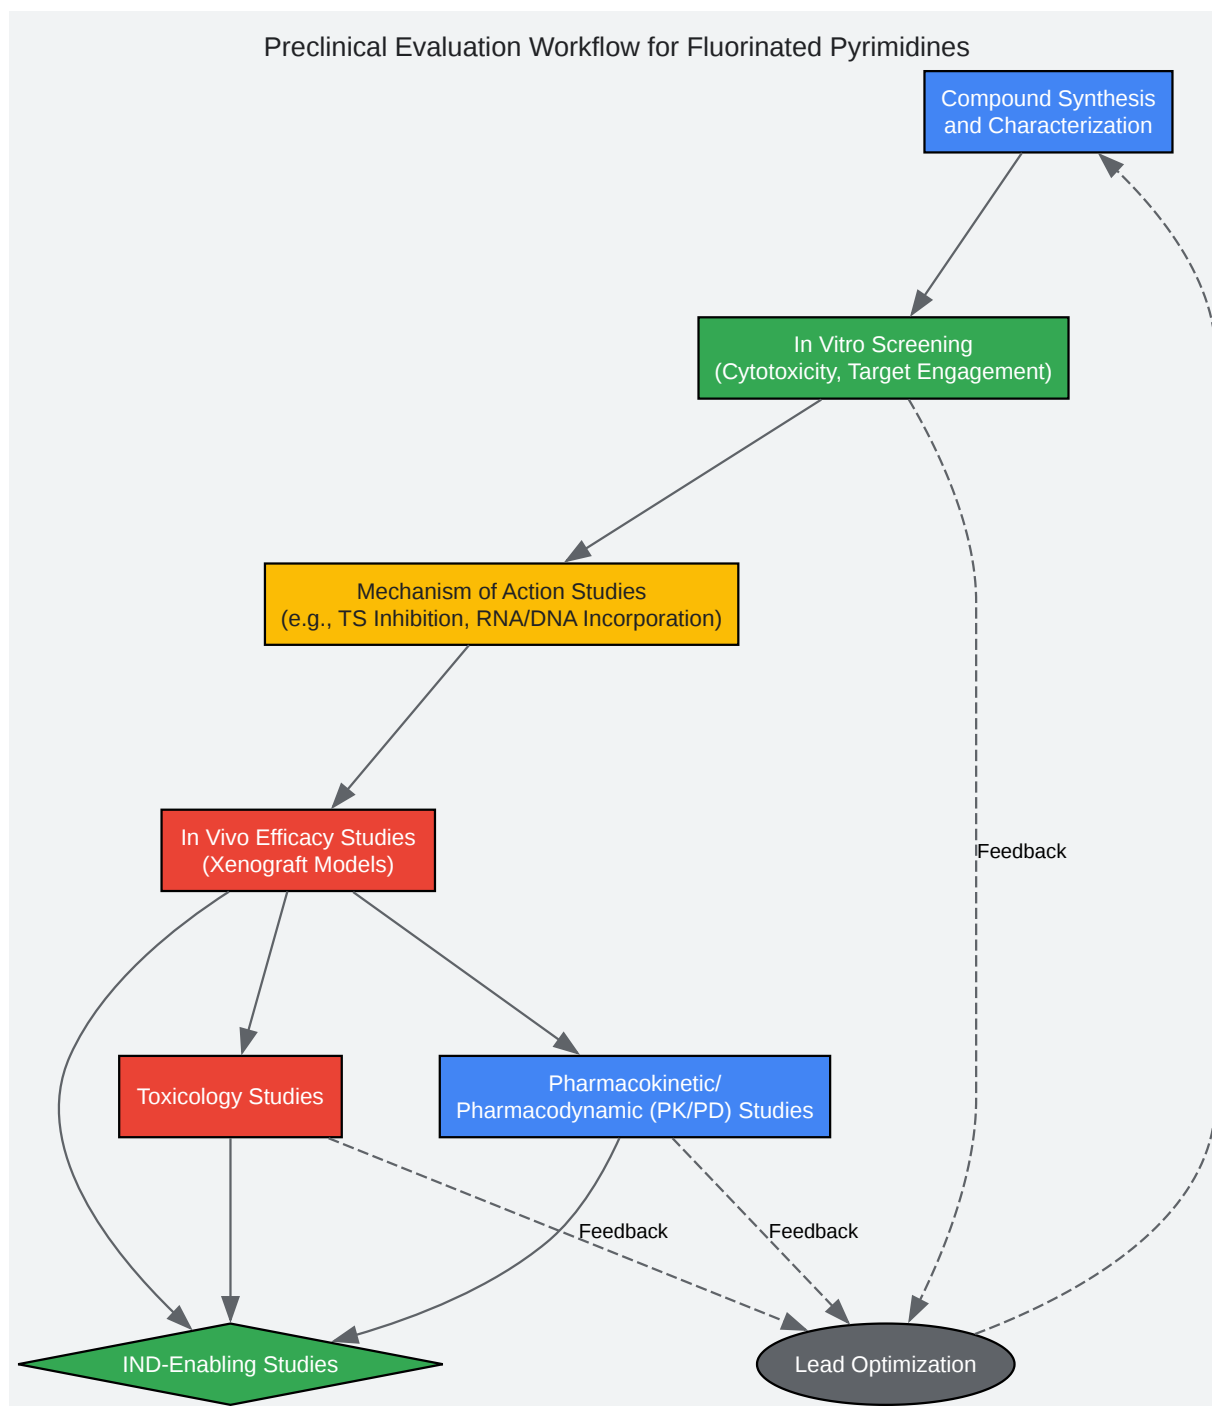 Preclinical Evaluation Workflow for Fluorinated Pyrimidines
Compound Synthesis
and Characterization
In Vitro Screening
(Cytotoxicity, Target Engagement)
Mechanism of Action Studies
(e.g., TS Inhibition, RNA/DNA Incorporation)
In Vivo Efficacy Studies
(Xenograft Models)
Feedback
Toxicology Studies
Pharmacokinetic/
Pharmacodynamic (PK/PD) Studies
Feedback
Feedback
IND-Enabling Studies
Lead Optimization